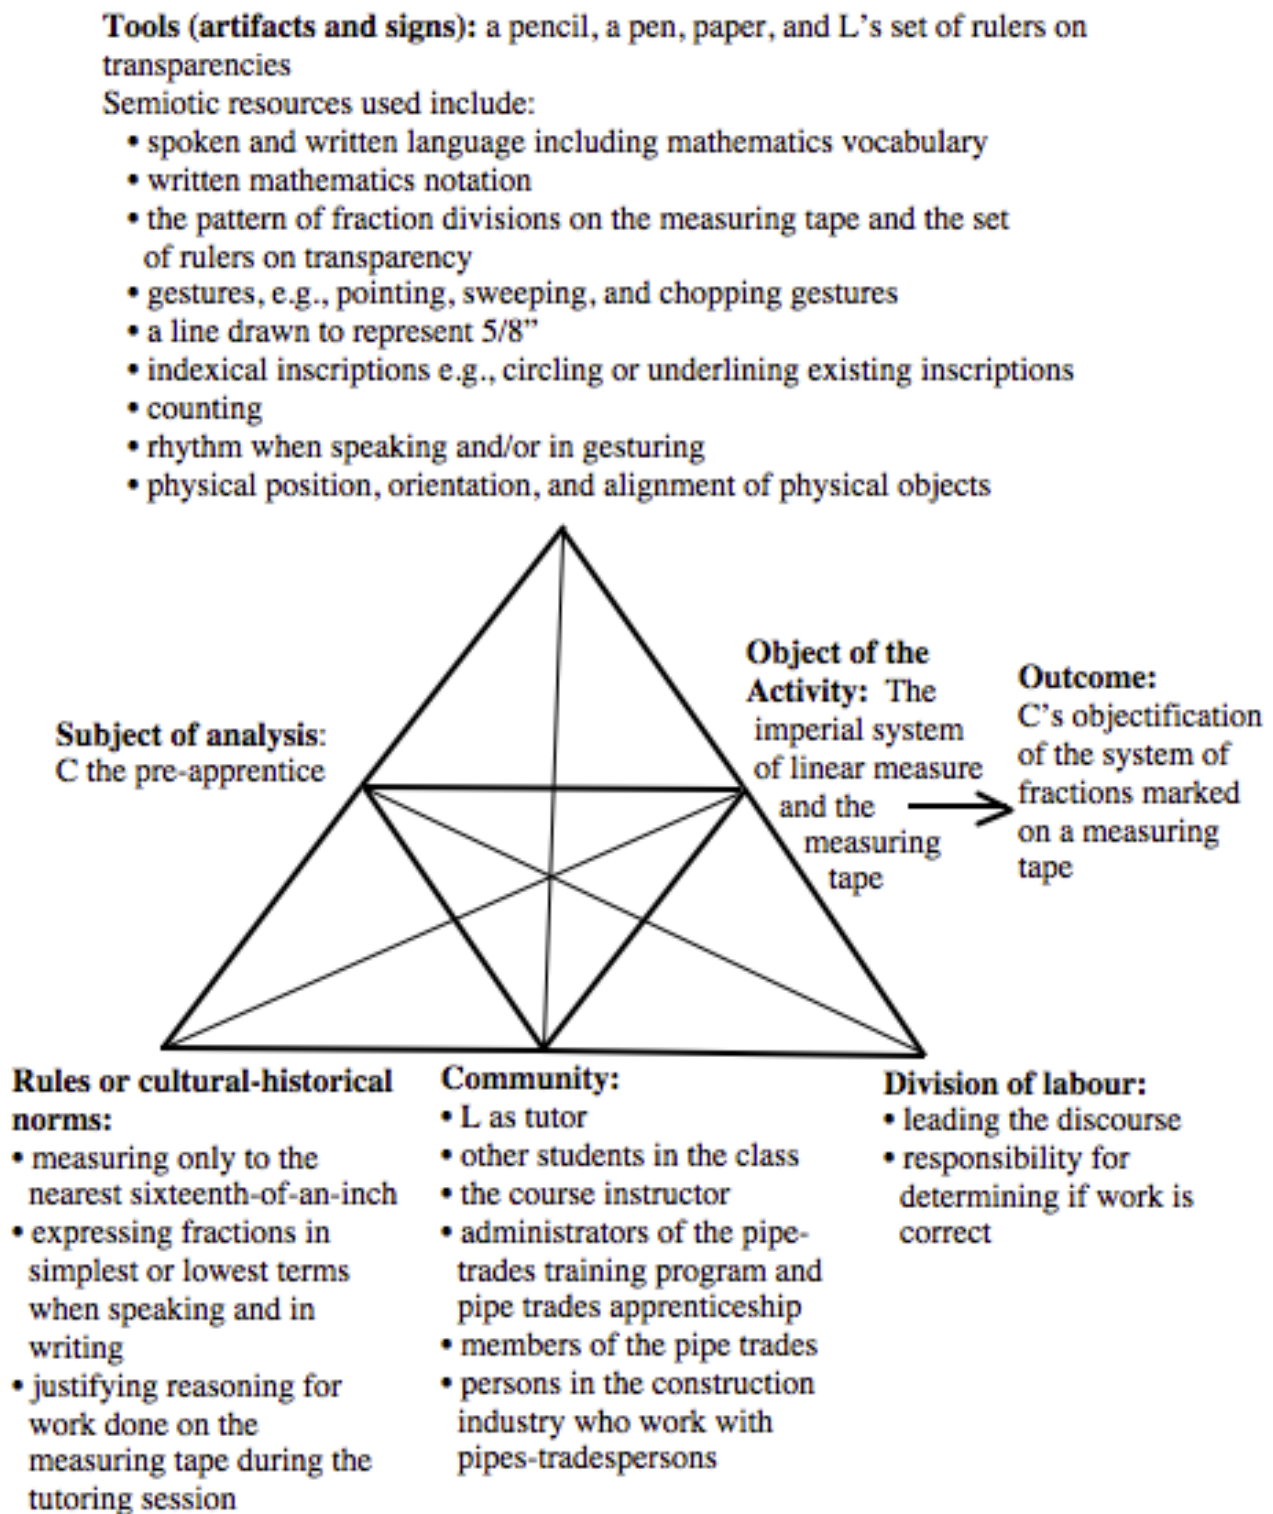 Tools (artifacts and signs): a pencil, a pen, paper, and L’s set of rulers on
transparencies
Semiotic resources used include:
• spoken and written language including mathematics vocabulary
• written mathematics notation
• the pattern of fraction divisions on the measuring tape and the set
of rulers on transparency
• gestures, e.g., pointing, sweeping, and chopping gestures
• a line drawn to represent 5/8”
• indexical inscriptions e.g., circling or underlining existing inscriptions
• counting
• rhythm when speaking and/or in gesturing
• physical position, orientation, and alignment of physical objects
Subject of analysis:
C the pre-apprentice
Object of the
Activity: The
imperial system
of linear measure
and the
measuring
tape
Outcome:
C’s objectification
of the system of
fractions marked
on a measuring
tape
Rules or cultural-historical
norms:
• measuring only to the
nearest sixteenth-of-an-inch
• expressing fractions in
simplest or lowest terms
when speaking and in
writing
• justifying reasoning for
work done on the
measuring tape during the
tutoring session
Community:
• L as tutor
• other students in the class
• the course instructor
• administrators of the pipe-
trades training program and
pipe trades apprenticeship
• members of the pipe trades
• persons in the construction
industry who work with
pipes-tradespersons
Division of labour:
• leading the discourse
• responsibility for
determining if work is
correct